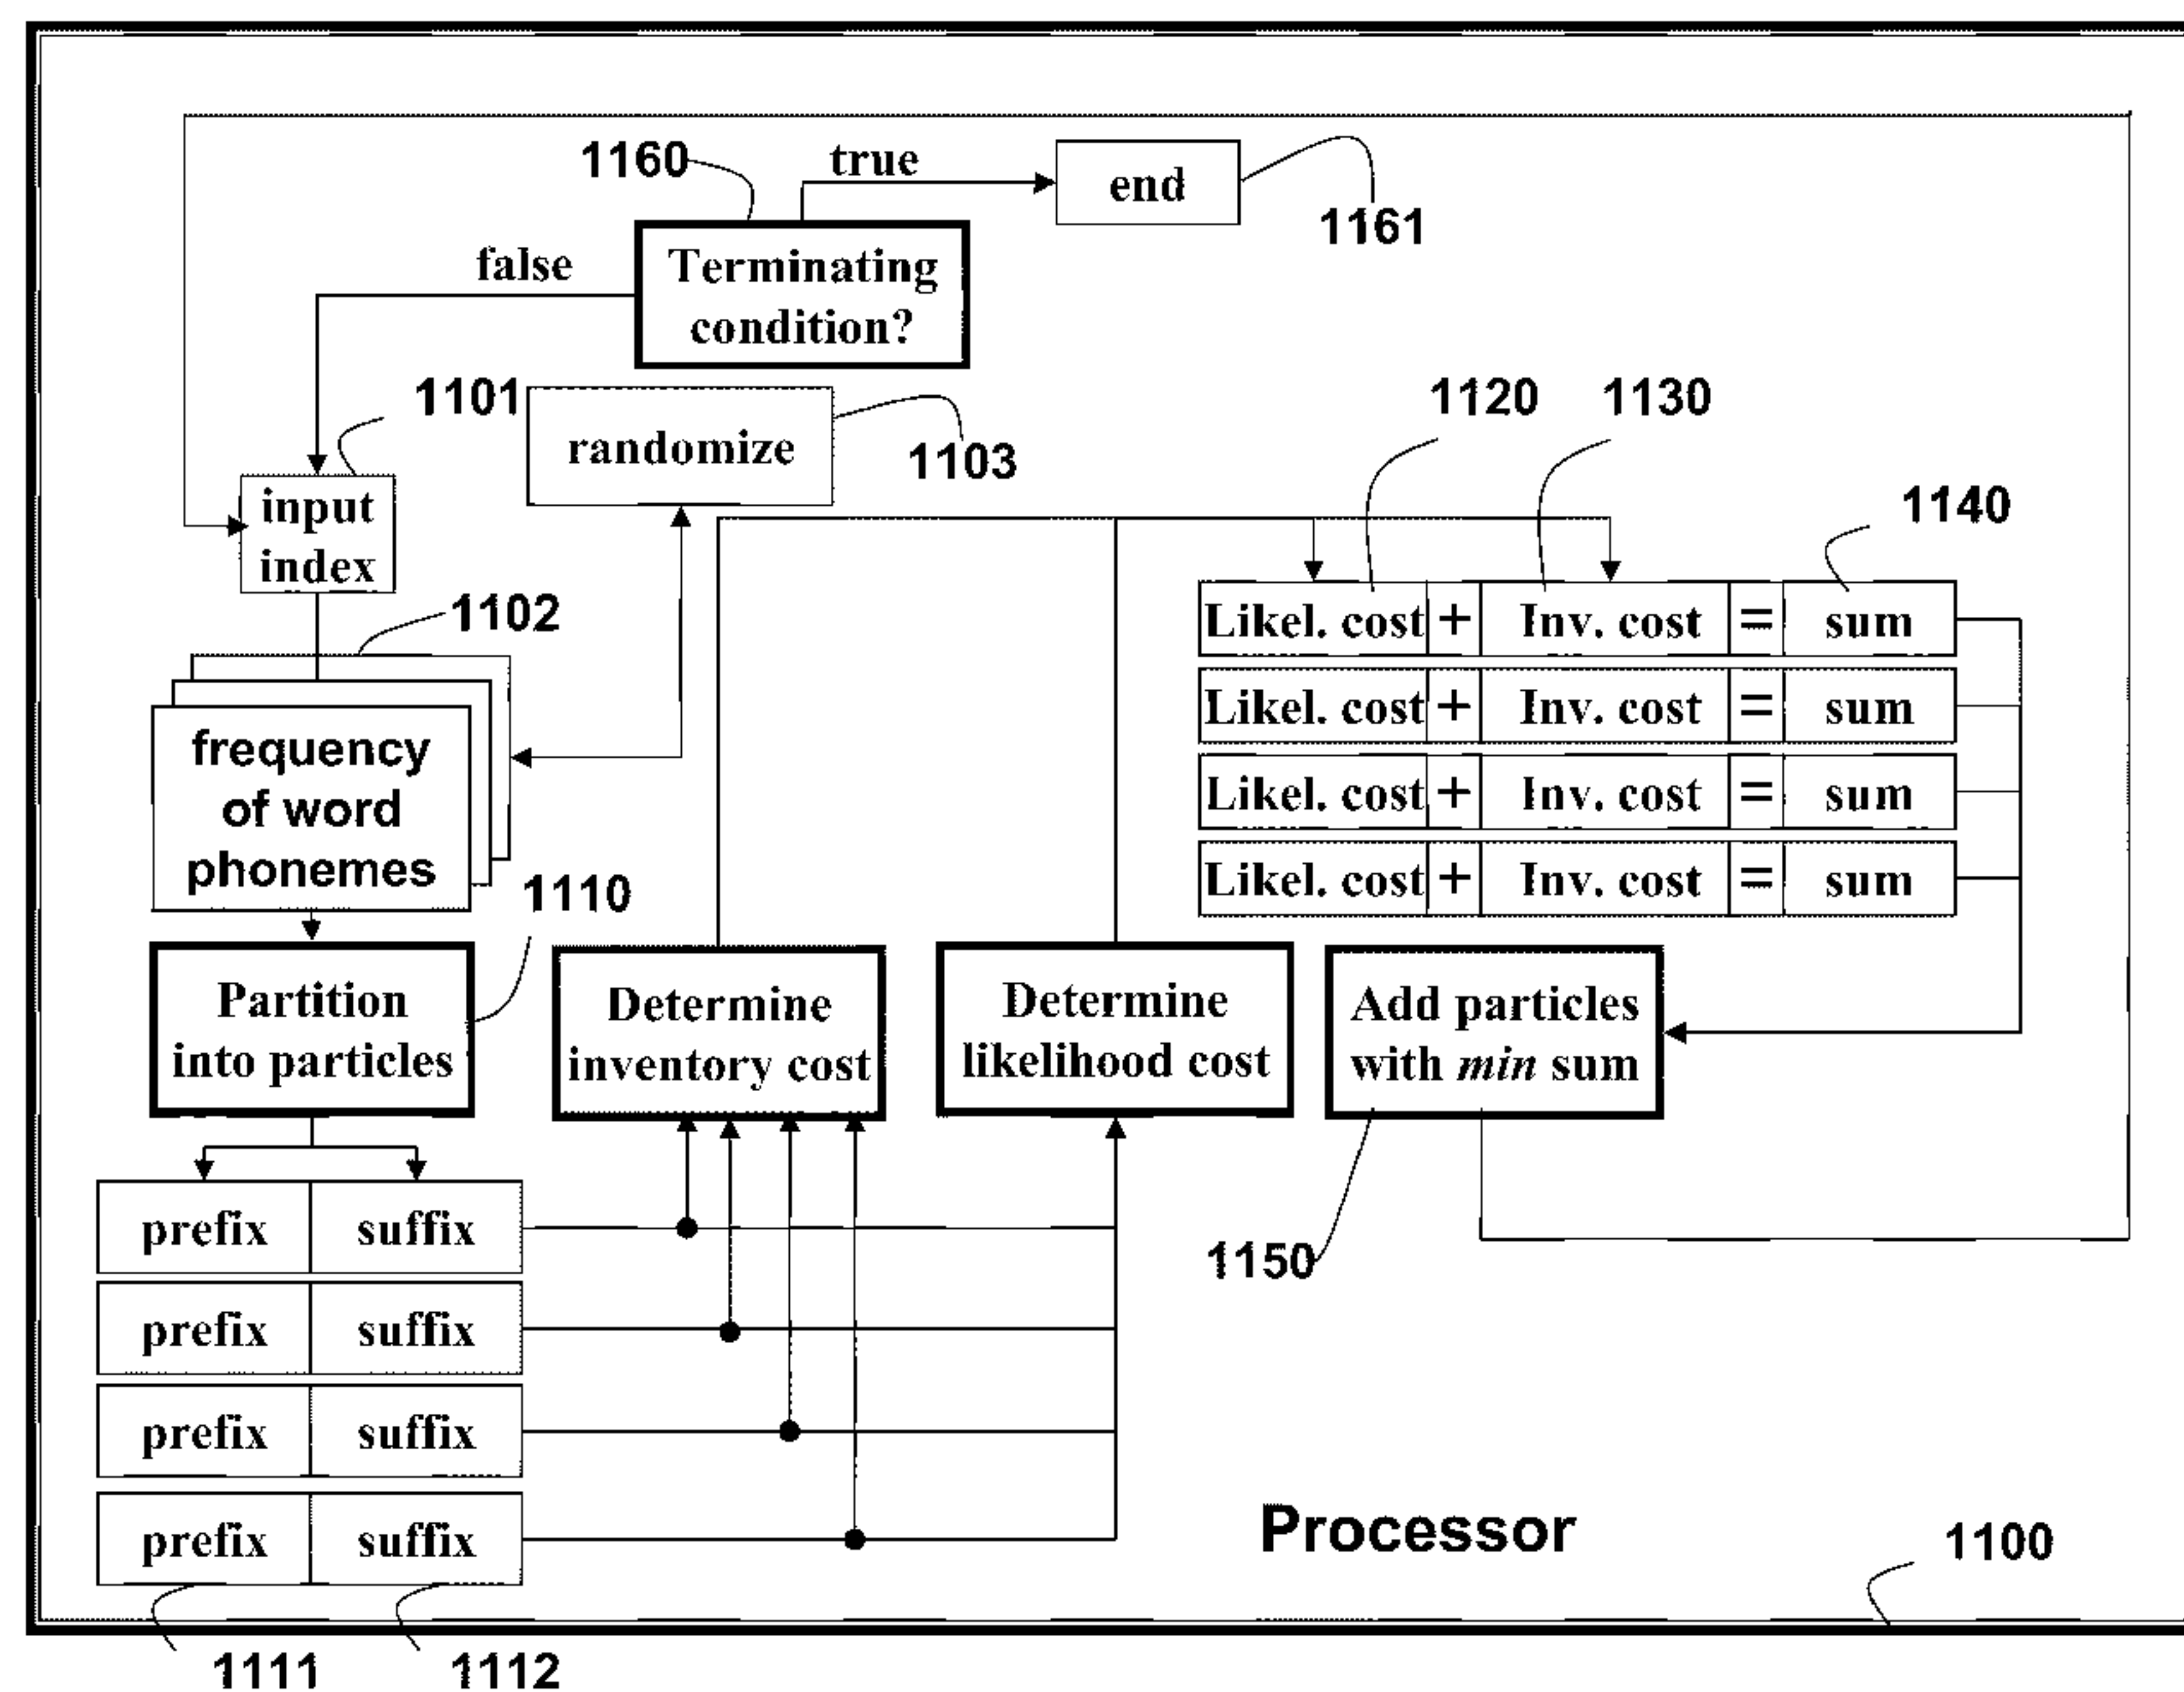 1160
true
end
1161
false
Terminating
condition?
1101
randomize
1103
1120
1130
1140
input
index
1102
Likel. cost + Inv. cost = sum
Likel. cost + Inv. cost = sum
Likel. cost + Inv. cost = sum
Likel. cost + Inv. cost = sum
frequency
of word
phonemes
1110
Partition
into particles
Determine
inventory cost
Determine
likelihood cost
Add particles
with min sum
1150
prefix suffix
prefix suffix
prefix suffix
prefix suffix
Processor
1100
1111
1112